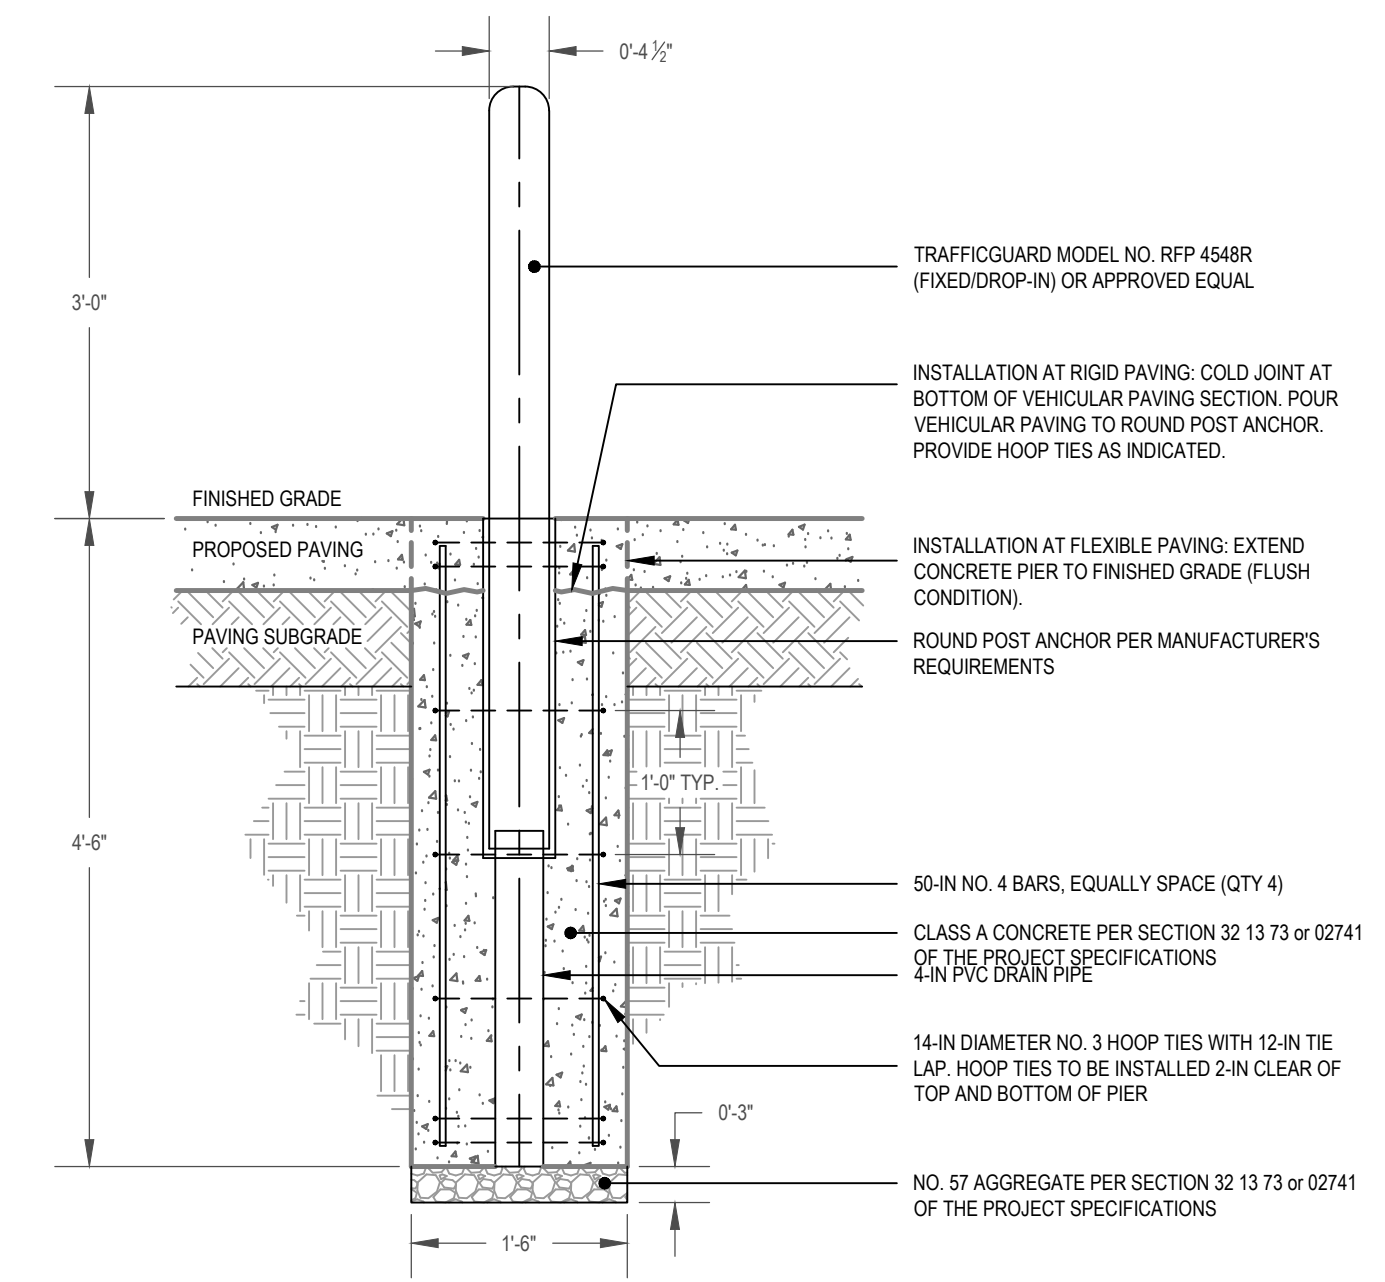 0'-4 ½"
TRAFFICGUARD MODEL NO. RFP 4548R
(FIXED/DROP-IN) OR APPROVED EQUAL
3'-0"
INSTALLATION AT RIGID PAVING: COLD JOINT AT
BOTTOM OF VEHICULAR PAVING SECTION. POUR
VEHICULAR PAVING TO ROUND POST ANCHOR.
PROVIDE HOOP TIES AS INDICATED.
FINISHED GRADE
PROPOSED PAVING
INSTALLATION AT FLEXIBLE PAVING: EXTEND
CONCRETE PIER TO FINISHED GRADE (FLUSH
CONDITION).
PAVING SUBGRADE
ROUND POST ANCHOR PER MANUFACTURER'S
REQUIREMENTS
1'-0" TYP.
4'-6"
50-IN NO. 4 BARS, EQUALLY SPACE (QTY 4)
CLASS A CONCRETE PER SECTION 32 13 73 or 02741
OF THE PROJECT SPECIFICATIONS
4-IN PVC DRAIN PIPE
14-IN DIAMETER NO. 3 HOOP TIES WITH 12-IN TIE
LAP. HOOP TIES TO BE INSTALLED 2-IN CLEAR OF
TOP AND BOTTOM OF PIER
0'-3"
NO. 57 AGGREGATE PER SECTION 32 13 73 or 02741
OF THE PROJECT SPECIFICATIONS
1'-6"